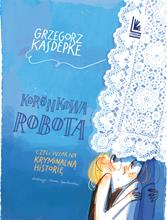 GRZEGORZ
KASDEPKE
KORONKOWA
ROBOTA
CZYLI WZÓR NA
KRYMINALNĄ
HISTORIĘ